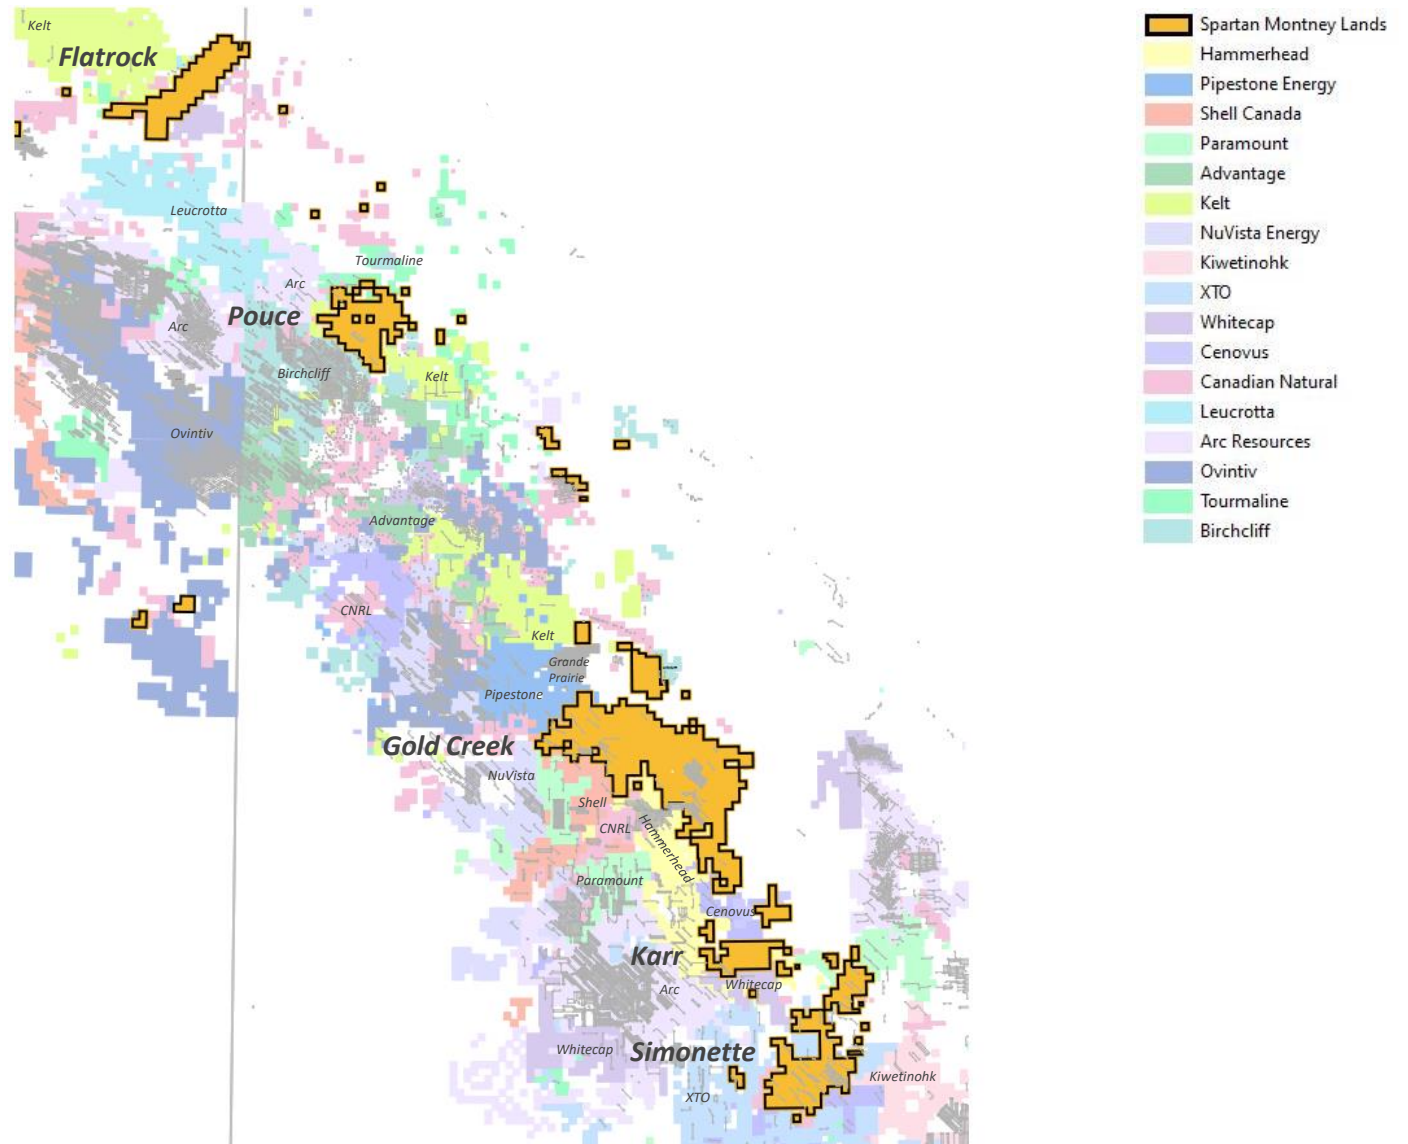 Kelt
Flatrock
Leucrotta
Tourmaline
Arc
Pouce
Arc
Birchcliff
Kelt
Ovintiv
Advantage
CNRL
Kelt
Grande
Prairie
Pipestone
Gold Creek
NuVista
Shell
CNRL
Hammerhead
Paramount
Cenovus
Karr
Whitecap
Arc
Whitecap
Simonette
Kiwetinohk
XTO
Spartan Montney Lands
Hammerhead
Pipestone Energy
Shell Canada
Paramount
Advantage
Kelt
NuVista Energy
Kiwetinohk
XTO
Whitecap
Cenovus
Canadian Natural
Leucrotta
Arc Resources
Ovintiv
Tourmaline
Birchcliff